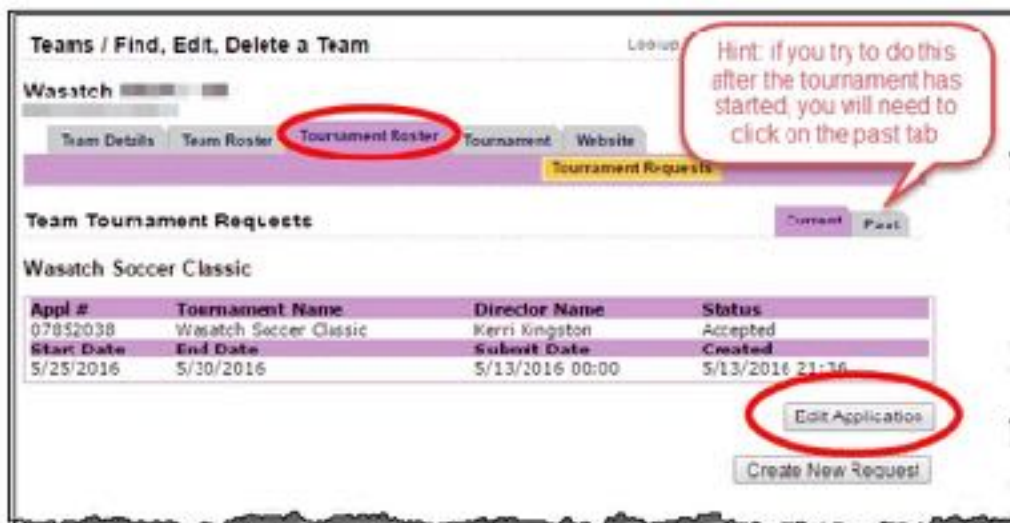 Teams / Find, Edit, Delete a Team
Lookup
Hint: if you try to do this
after the tournament has
started, you will need to
click on the past tab
Wasatch
Team Details Team Roster Tournament Roster Tournament Website
Tournament Requests
Team Tournament Requests
Current Past
Wasatch Soccer Classic
Appl # Tournament Name Director Name Status
07852038 Wasatch Soccer Classic Kerri Kingston Accepted
Start Date End Date Submit Date Created
5/25/2016 5/30/2016 5/13/2016 00:00 5/13/2016 21:36
Edit Application
Create New Request